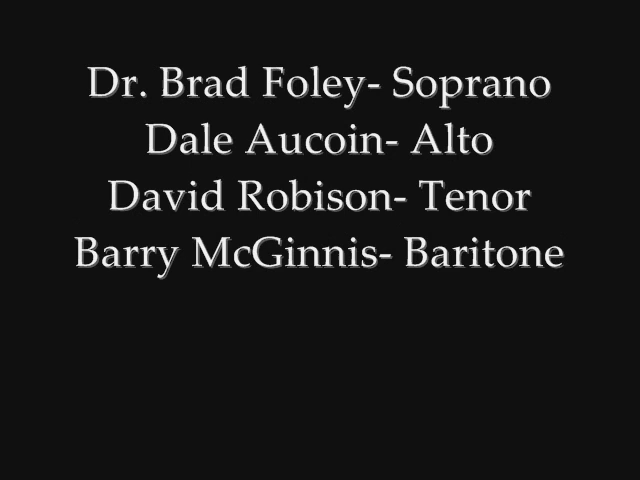 Dr. Brad Foley- Soprano
Dale Aucoin- Alto
David Robison- Tenor
Barry McGinnis- Baritone